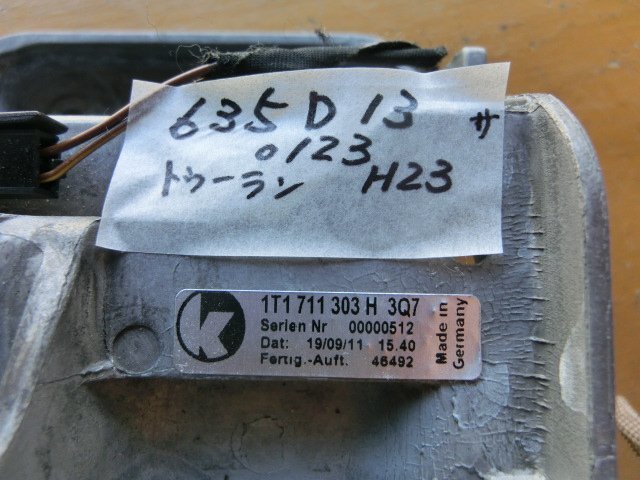 635 D 13
サ
0123
トゥーラン H23
K
1T1 711 303 H 3Q7
Serien Nr 00000512
Dat: 19/09/11 15.40
Fertig.-Auft. 46492
Made in
Germany